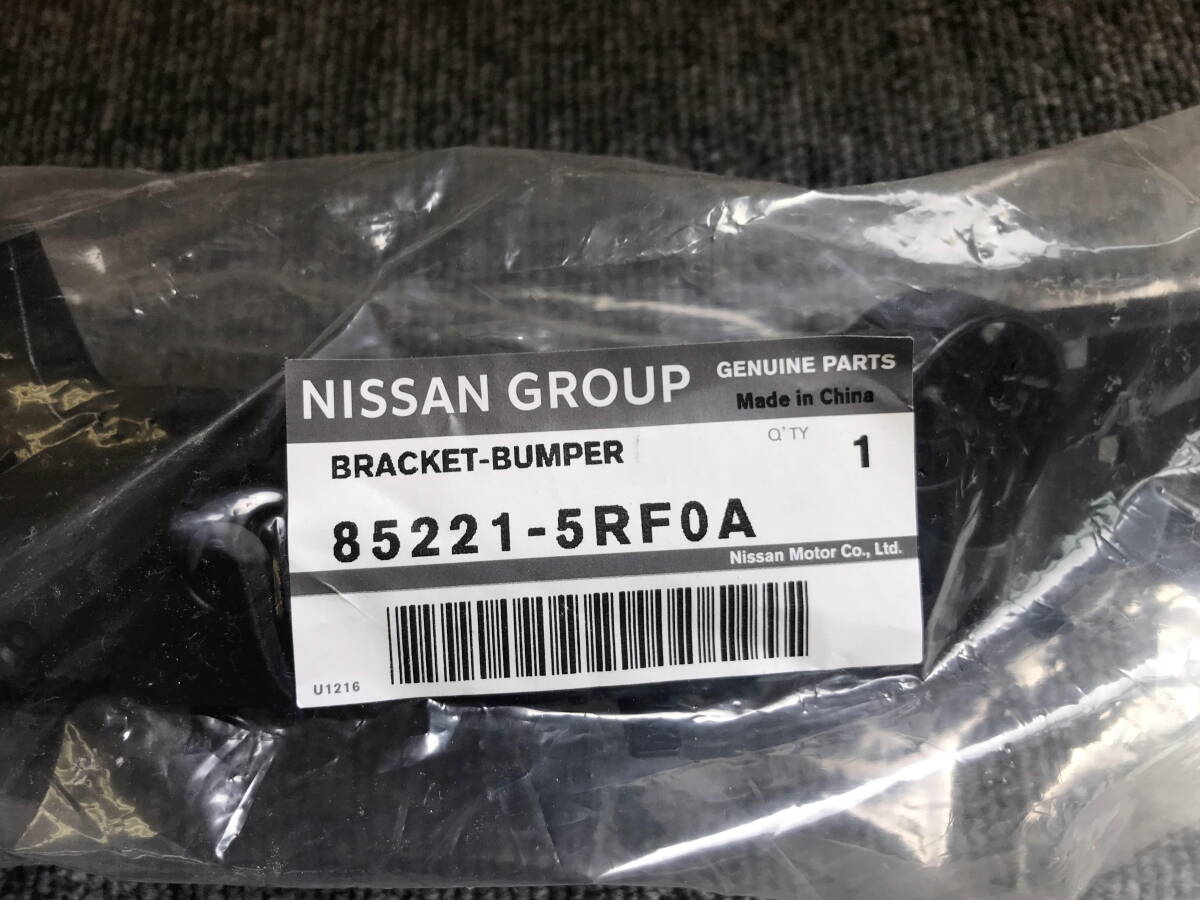 NISSAN GROUP GENUINE PARTS
Made in China
BRACKET-BUMPER Q'TY 1
85221-5RF0A
Nissan Motor Co., Ltd.
U1216